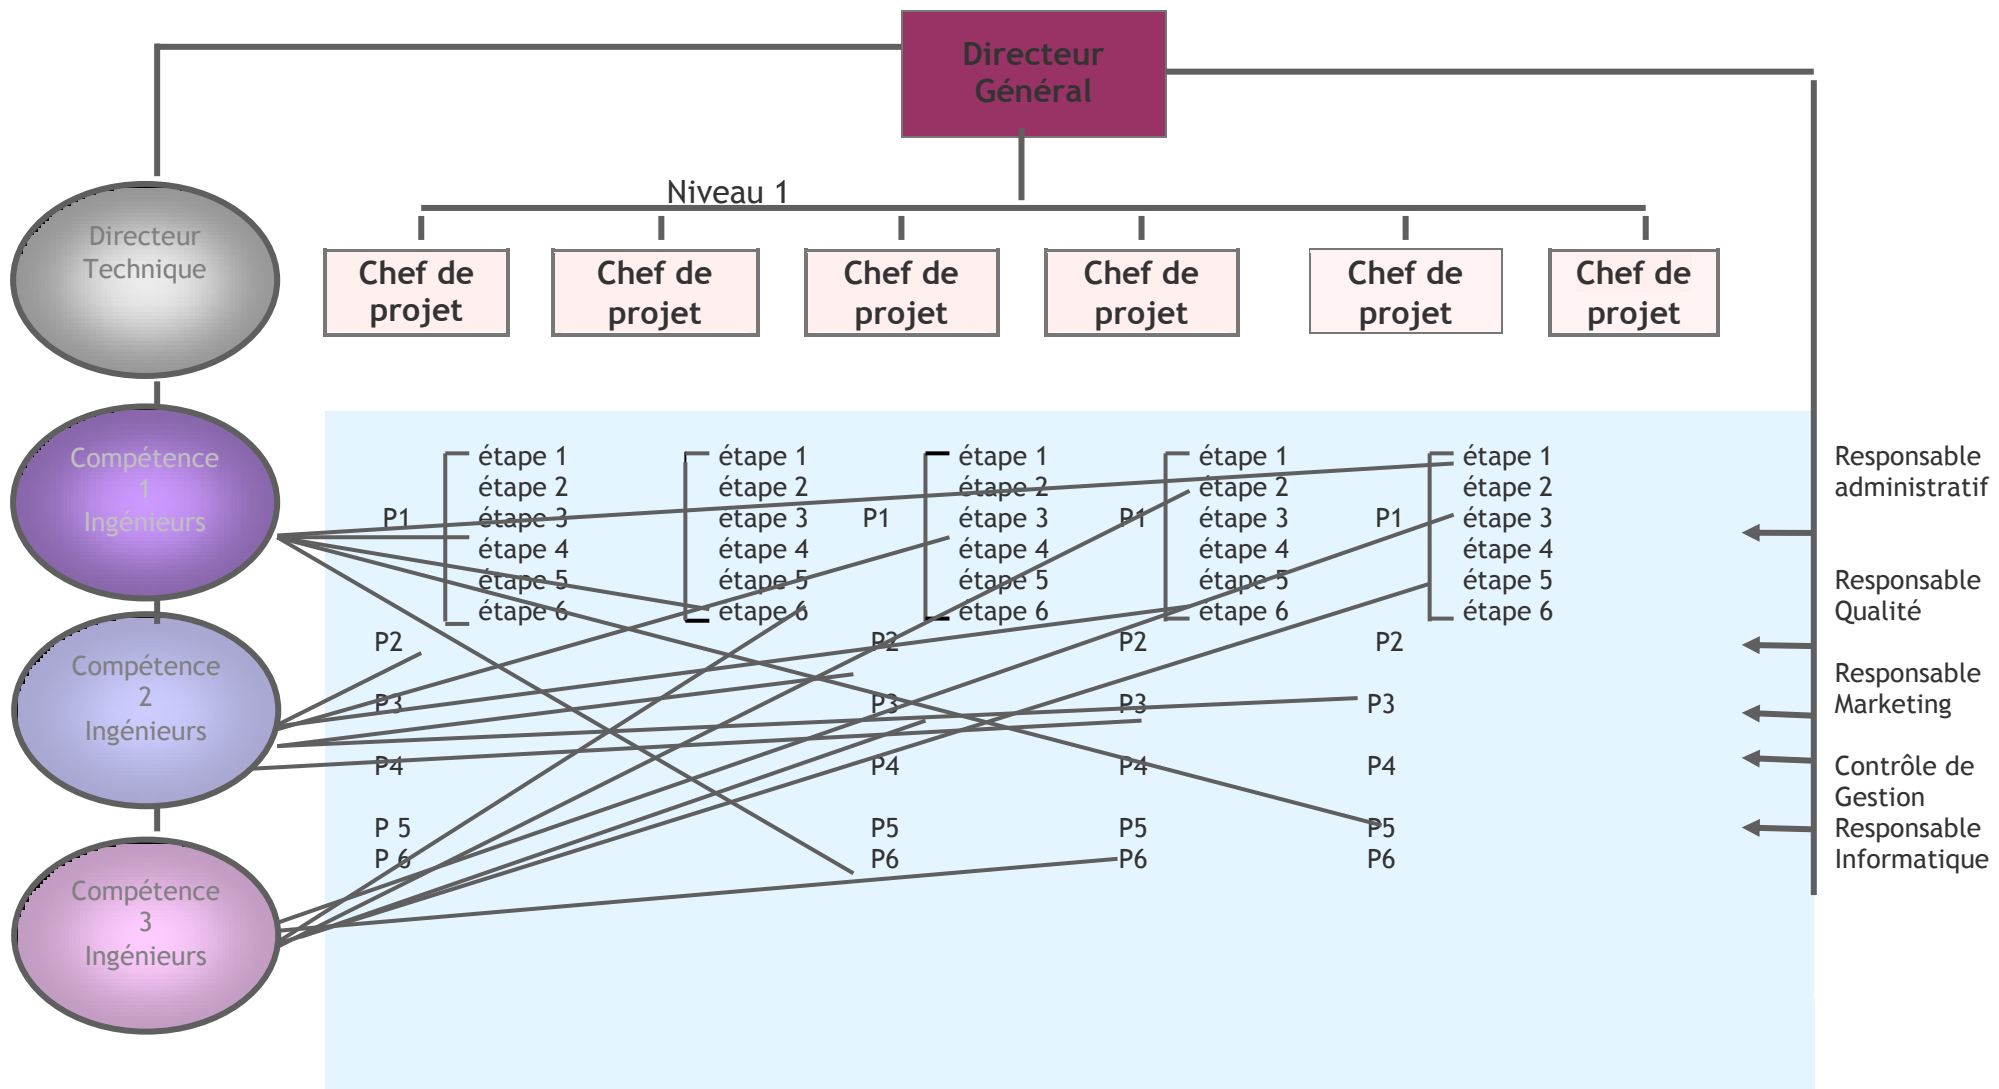 Directeur
Général
Niveau 1
Directeur
Technique
Chef de
projet
Chef de
projet
Chef de
projet
Chef de
projet
Chef de
projet
Chef de
projet
Compétence
1
Ingénieurs
Compétence
2
Ingénieurs
Compétence
3
Ingénieurs
étape 1 étape 1 étape 1 étape 1 étape 1
étape 2 étape 2 étape 2 étape 2 étape 2
P1 étape 3 étape 3 P1 étape 3 P1 étape 3 P1 étape 3
étape 4 étape 4 étape 4 étape 4 étape 4
étape 5 étape 5 étape 5 étape 5 étape 5
étape 6 étape 6 étape 6 étape 6 étape 6
P2 P2 P2 P2
P3 P3 P3 P3
P4 P4 P4 P4
P 5 P5 P5 P5
P 6 P6 P6 P6
Responsable
administratif
Responsable
Qualité
Responsable
Marketing
Contrôle de
Gestion
Responsable
Informatique